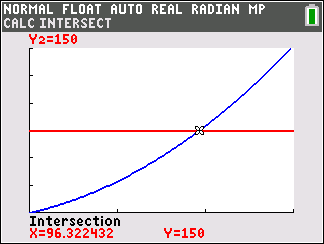 NORMAL FLOAT AUTO REAL RADIAN MP
CALC INTERSECT
Y2=150
Intersection
X=96.322432 Y=150